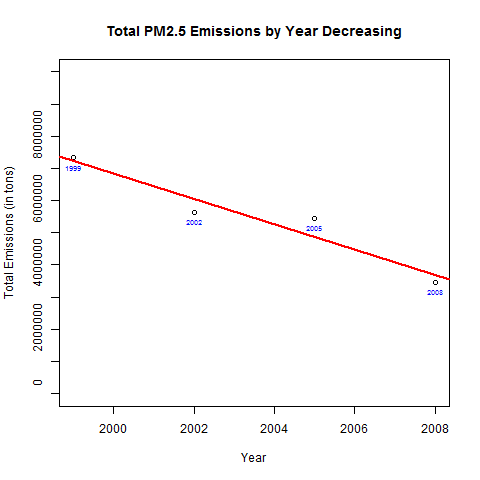 Total PM2.5 Emissions by Year Decreasing
Total Emissions (in tons)
8000000
6000000
4000000
2000000
0
1999
2002
2005
2008
2000 2002 2004 2006 2008
Year